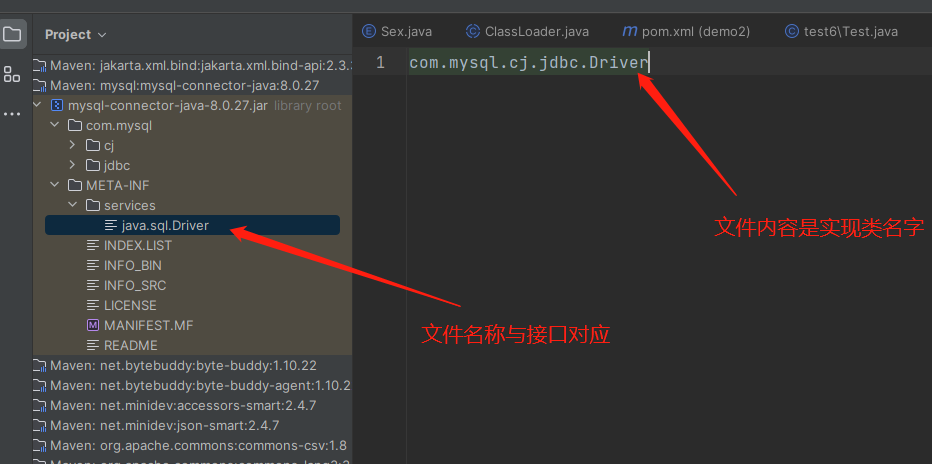 Project
Sex.java
ClassLoader.java
pom.xml (demo2)
test6\Test.java
Maven: jakarta.xml.bind:jakarta.xml.bind-api:2.3.
Maven: mysql:mysql-connector-java:8.0.27
mysql-connector-java-8.0.27.jar library root
com.mysql
cj
jdbc
META-INF
services
java.sql.Driver
INDEX.LIST
INFO_BIN
INFO_SRC
LICENSE
MANIFEST.MF
README
Maven: net.bytebuddy:byte-buddy:1.10.22
Maven: net.bytebuddy:byte-buddy-agent:1.10.2
Maven: net.minidev:accessors-smart:2.4.7
Maven: net.minidev:json-smart:2.4.7
Maven: org.apache.commons:commons-csv:1.8
1 com.mysql.cj.jdbc.Driver
文件内容是实现类名字
文件名称与接口对应